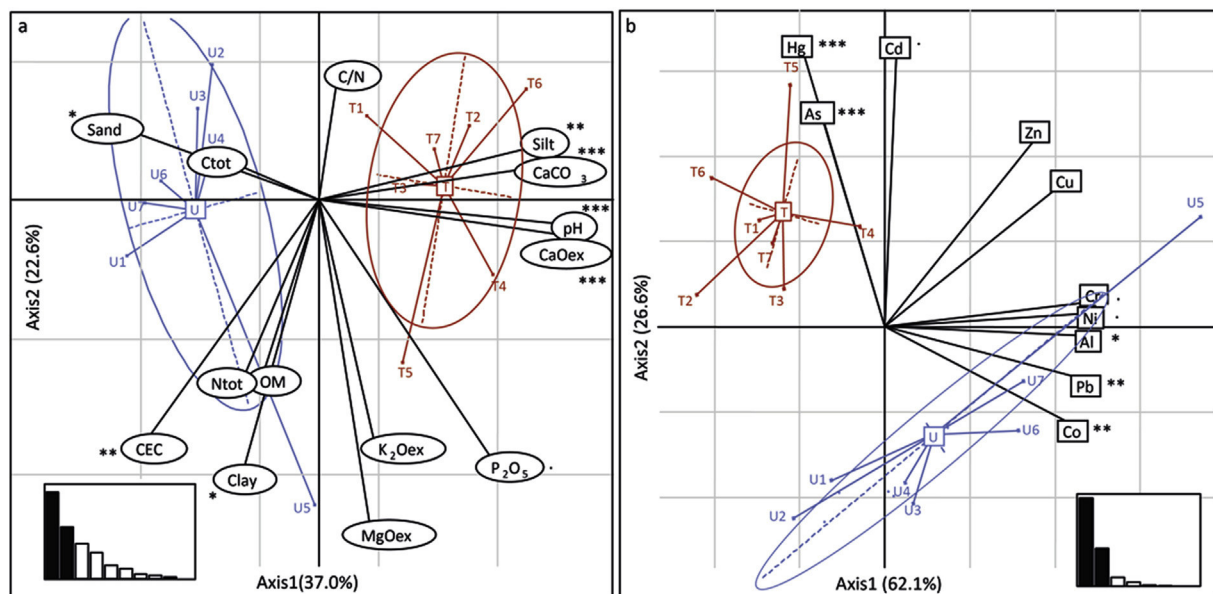 a
U2
C/N
T6
U3
T1
T2
*
Sand
U4
**
Silt
T7
***
Ctot
CaCO 3
U6
T3
T
U7
U
***
pH
CaOex
U1
***
T4
Axis2 (22.6%)
T5
Ntot
OM
** CEC
K2Oex
P2O5 .
Clay
*
U5
MgOex
Axis1(37.0%)
b
Hg ***
Cd .
T5
As ***
Zn
T6
Cu
U5
T
T1
T4
T7
T2
T3
Cr .
Ni .
Al *
Axis2 (26.6%)
Pb **
U7
Co **
U
U6
U1
U4
U2
U3
Axis1 (62.1%)